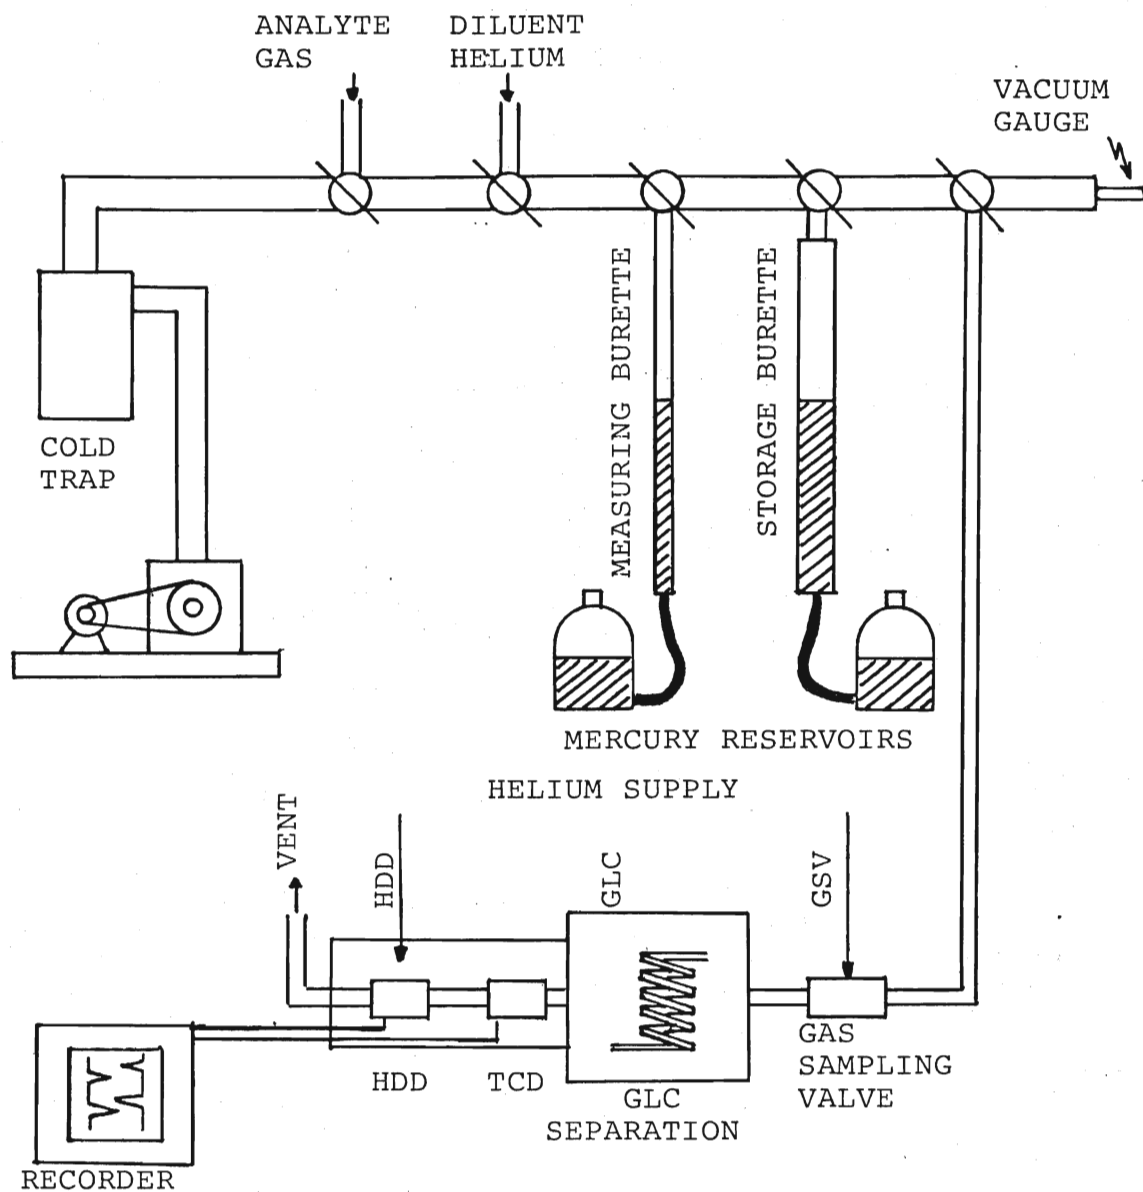 ANALYTE
GAS
DILUENT
HELIUM
VACUUM
GAUGE
MEASURING BURETTE
STORAGE BURETTE
COLD
TRAP
MERCURY RESERVOIRS
HELIUM SUPPLY
VENT
HDD
GLC
GSV
HDD
TCD
GLC
SEPARATION
GAS
SAMPLING
VALVE
RECORDER